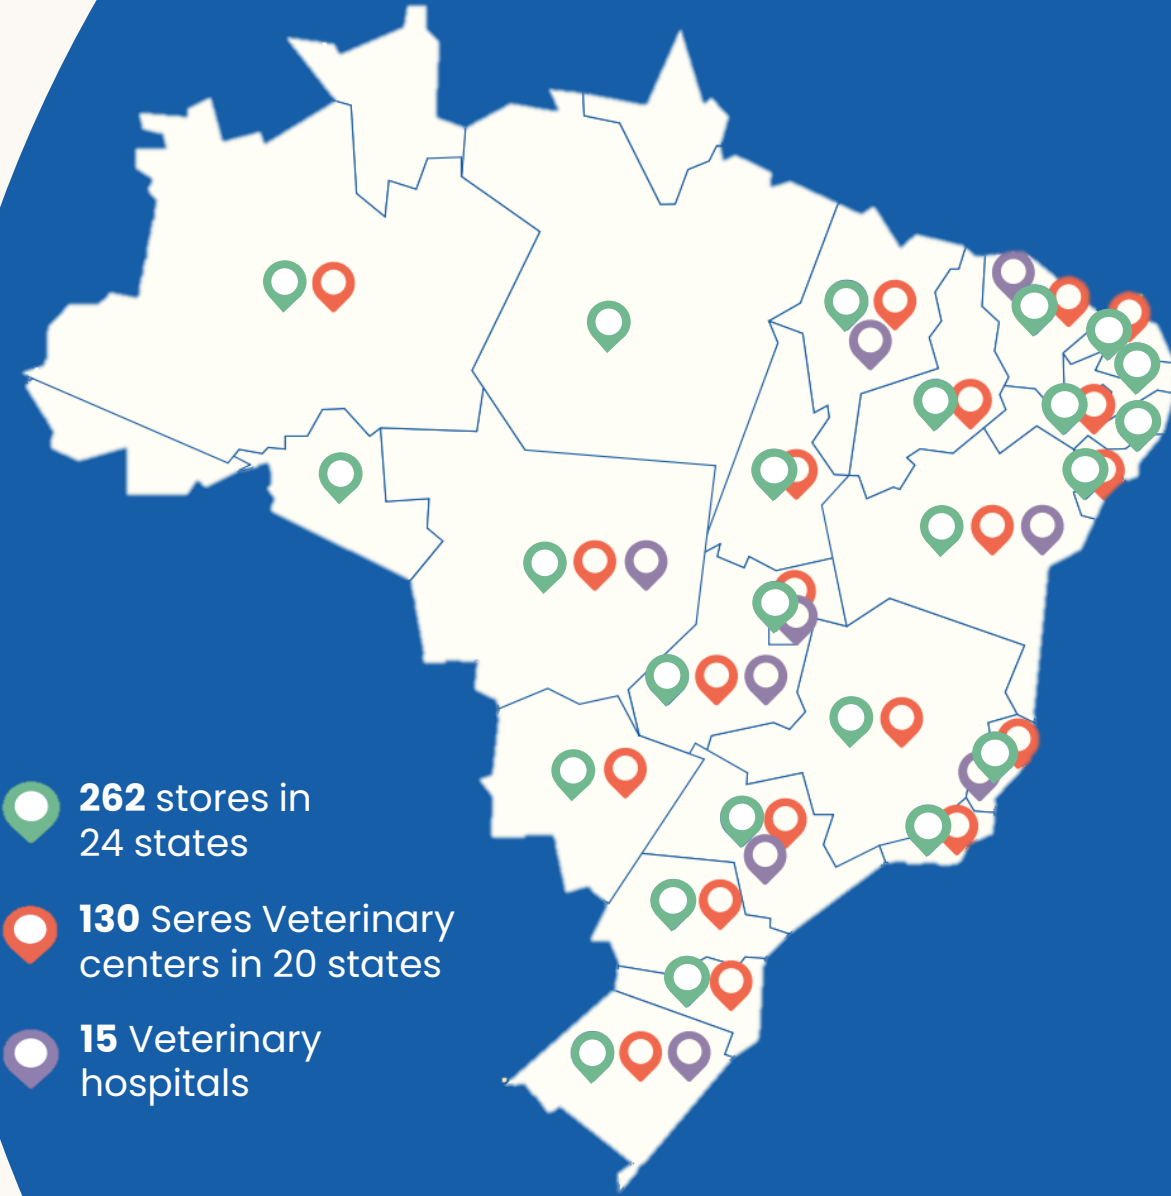 262 stores in
24 states
130 Seres Veterinary
centers in 20 states
15 Veterinary
hospitals